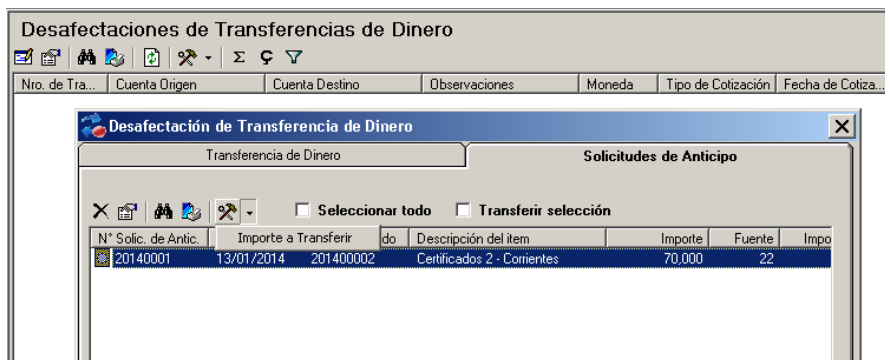 Desafectaciones de Transferencias de Dinero
Σ
Nro. de Tra... Cuenta Origen Cuenta Destino Observaciones Moneda Tipo de Cotización Fecha de Cotiza...
Desafectación de Transferencia de Dinero
Transferencia de Dinero Solicitudes de Anticipo
Seleccionar todo Transferir selección
N° Solic. de Antic. Importe a Transferir do Descripción del item Importe Fuente Impo
20140001 13/01/2014 201400002 Certificados 2 - Corrientes 70,000 22